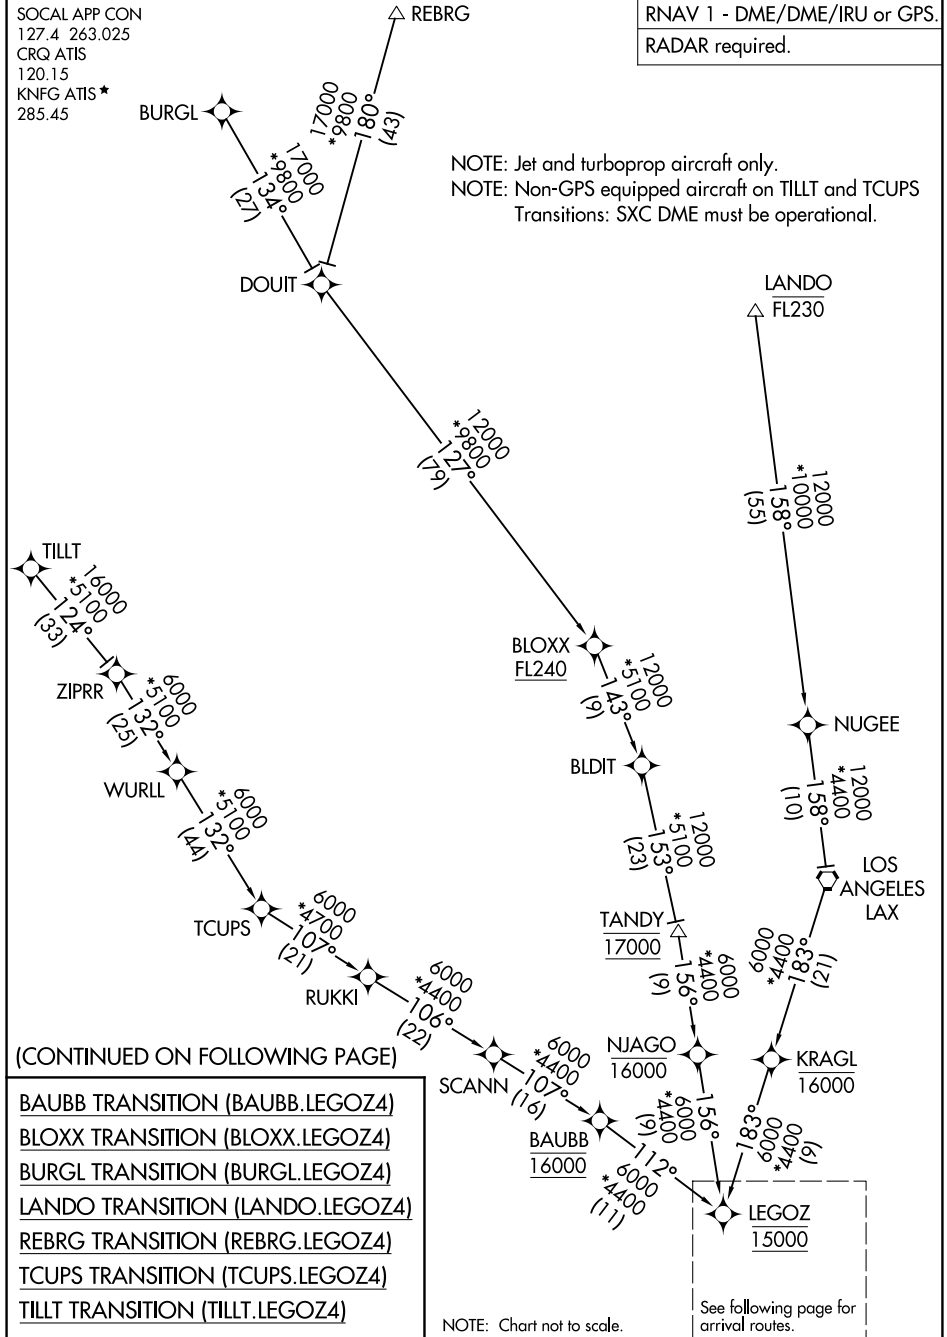 SOCAL APP CON
127.4 263.025
CRQ ATIS
120.15
KNFG ATIS ★
285.45
REBRG
RNAV 1 - DME/DME/IRU or GPS.
RADAR required.
BURGL
17000
*9800
134°
(27)
17000
*9800
180°
(43)
NOTE: Jet and turboprop aircraft only.
NOTE: Non-GPS equipped aircraft on TILLT and TCUPS
Transitions: SXC DME must be operational.
DOUIT
LANDO
FL230
12000
*9800
127°
(79)
12000
*10000
158°
(55)
TILLT
16000
*5100
124°
(33)
ZIPRR
6000
*5100
132°
(25)
WURLL
6000
*5100
132°
(44)
TCUPS
6000
*4700
107°
(21)
RUKKI
6000
*4400
106°
(22)
SCANN
6000
*4400
107°
(16)
BAUBB
16000
112°
6000
*4400
(11)
BLOXX
FL240
12000
*5100
143°
(9)
BLDIT
12000
*5100
153°
(23)
TANDY
17000
6000
*4400
156°
(9)
NJAGO
16000
156°
6000
*4400
(9)
NUGEE
12000
*4400
158°
(10)
LOS
ANGELES
LAX
6000
*4400
183°
(21)
KRAGL
16000
183°
6000
*4400
(9)
LEGOZ
15000
See following page for
arrival routes.
(CONTINUED ON FOLLOWING PAGE)
BAUBB TRANSITION (BAUBB.LEGOZ4)
BLOXX TRANSITION (BLOXX.LEGOZ4)
BURGL TRANSITION (BURGL.LEGOZ4)
LANDO TRANSITION (LANDO.LEGOZ4)
REBRG TRANSITION (REBRG.LEGOZ4)
TCUPS TRANSITION (TCUPS.LEGOZ4)
TILLT TRANSITION (TILLT.LEGOZ4)
NOTE: Chart not to scale.